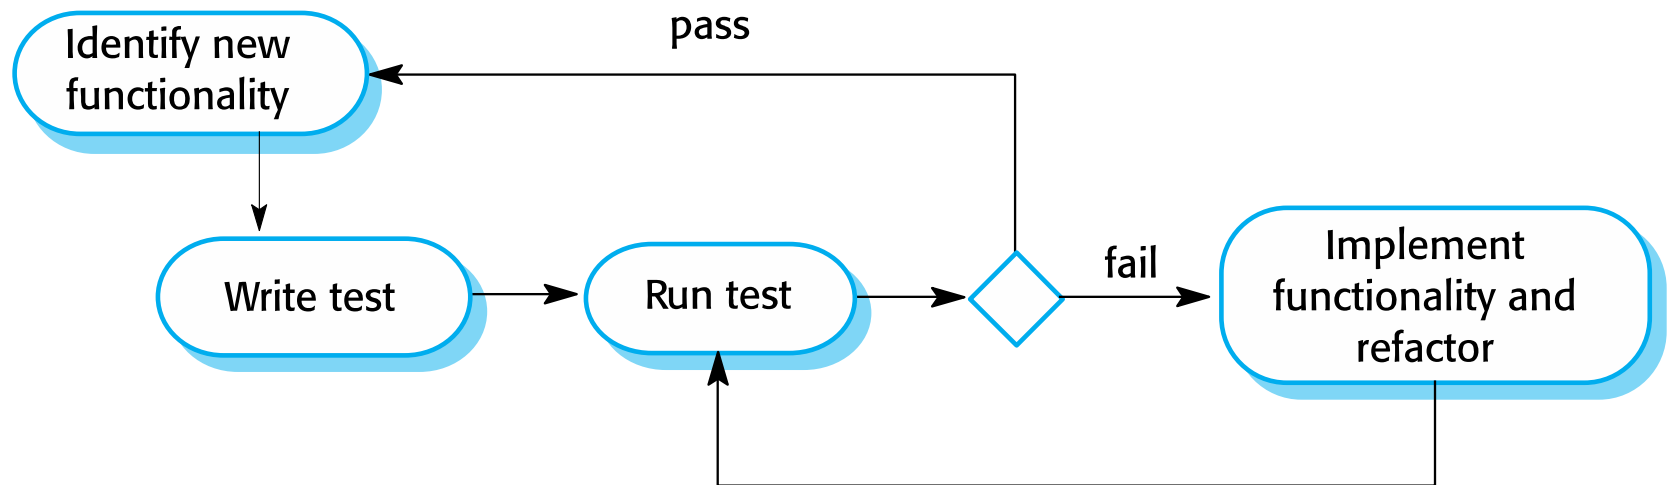 Identify new
functionality
pass
Write test
Run test
fail
Implement
functionality and
refactor